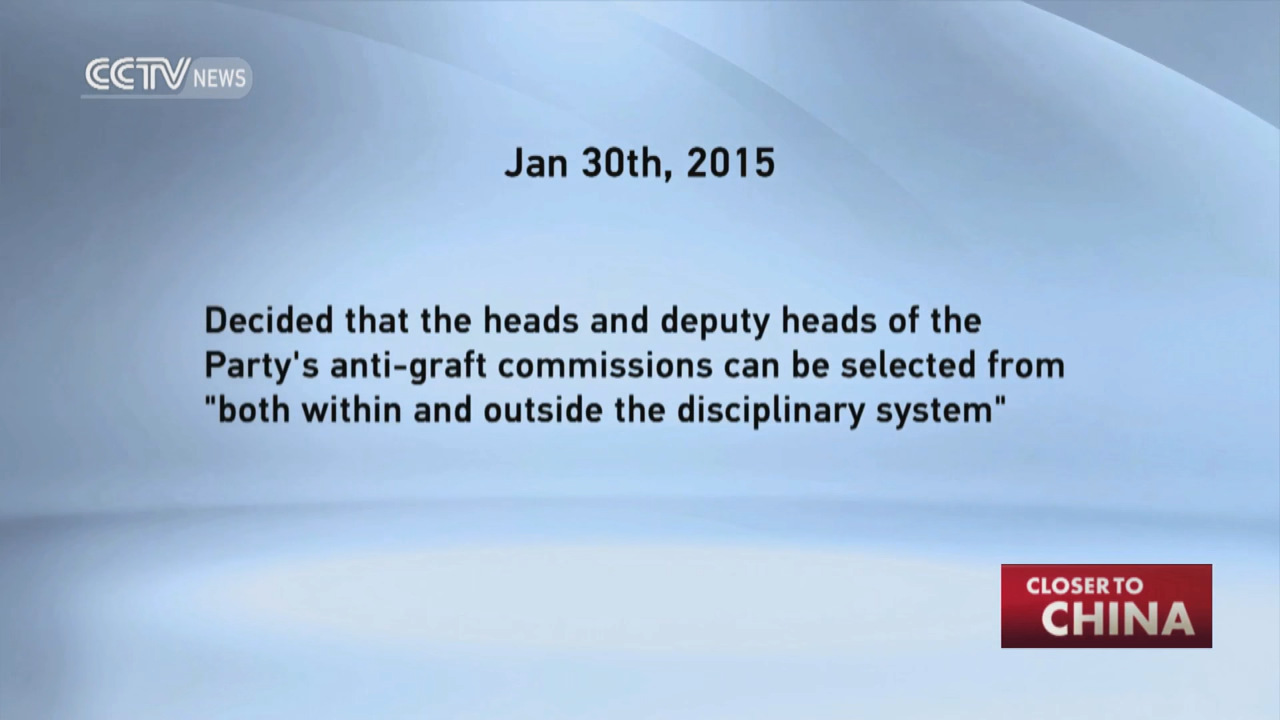 CCTV NEWS
Jan 30th, 2015
Decided that the heads and deputy heads of the
Party's anti-graft commissions can be selected from
"both within and outside the disciplinary system"
CLOSER TO
CHINA